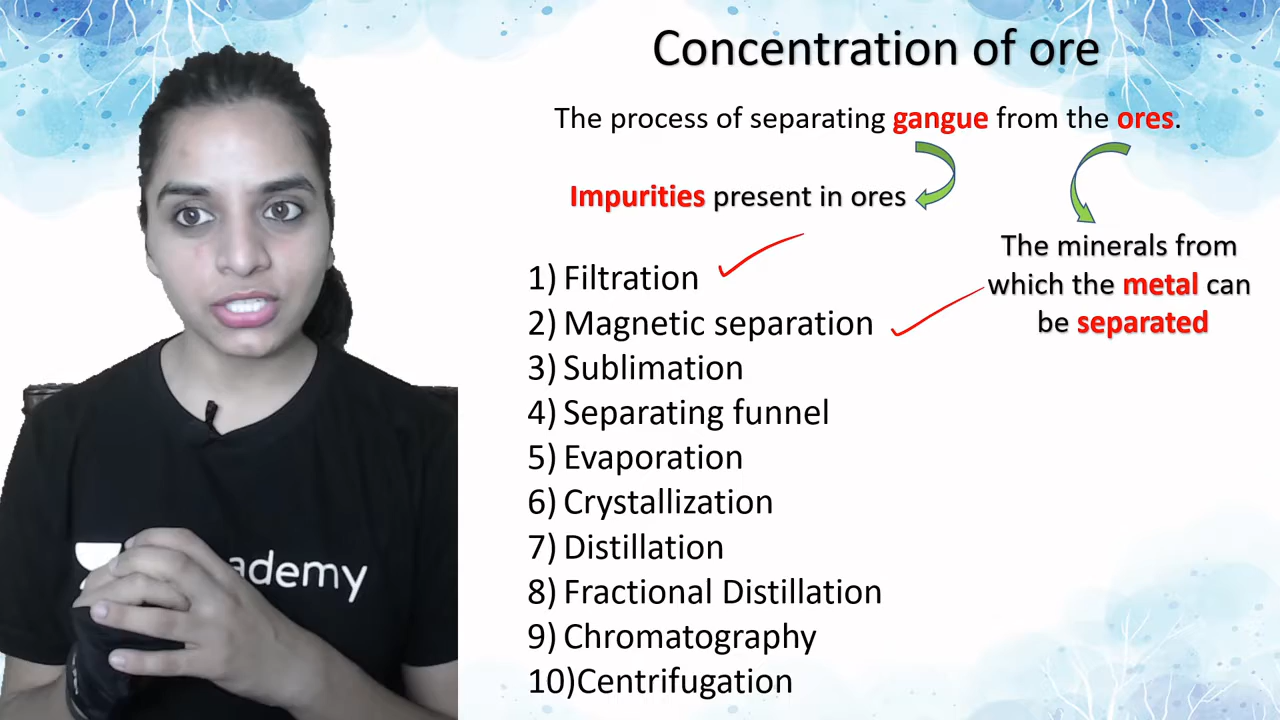 Concentration of ore
The process of separating gangue from the ores.
Impurities present in ores
The minerals from
which the metal can
be separated
1) Filtration
2) Magnetic separation
3) Sublimation
4) Separating funnel
5) Evaporation
6) Crystallization
7) Distillation
8) Fractional Distillation
9) Chromatography
10)Centrifugation
ademy